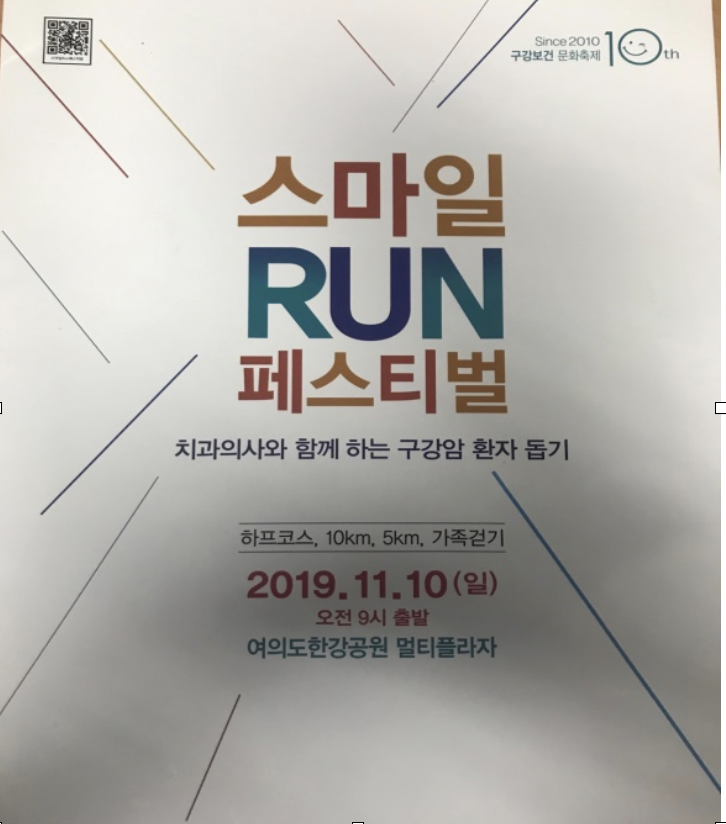 Since 2010
구강보건 문화축제 10th
스마일
RUN
페스티벌
치과의사와 함께 하는 구강암 환자 돕기
하프코스, 10km, 5km, 가족걷기
2019.11.10(일)
오전 9시 출발
여의도한강공원 멀티플라자